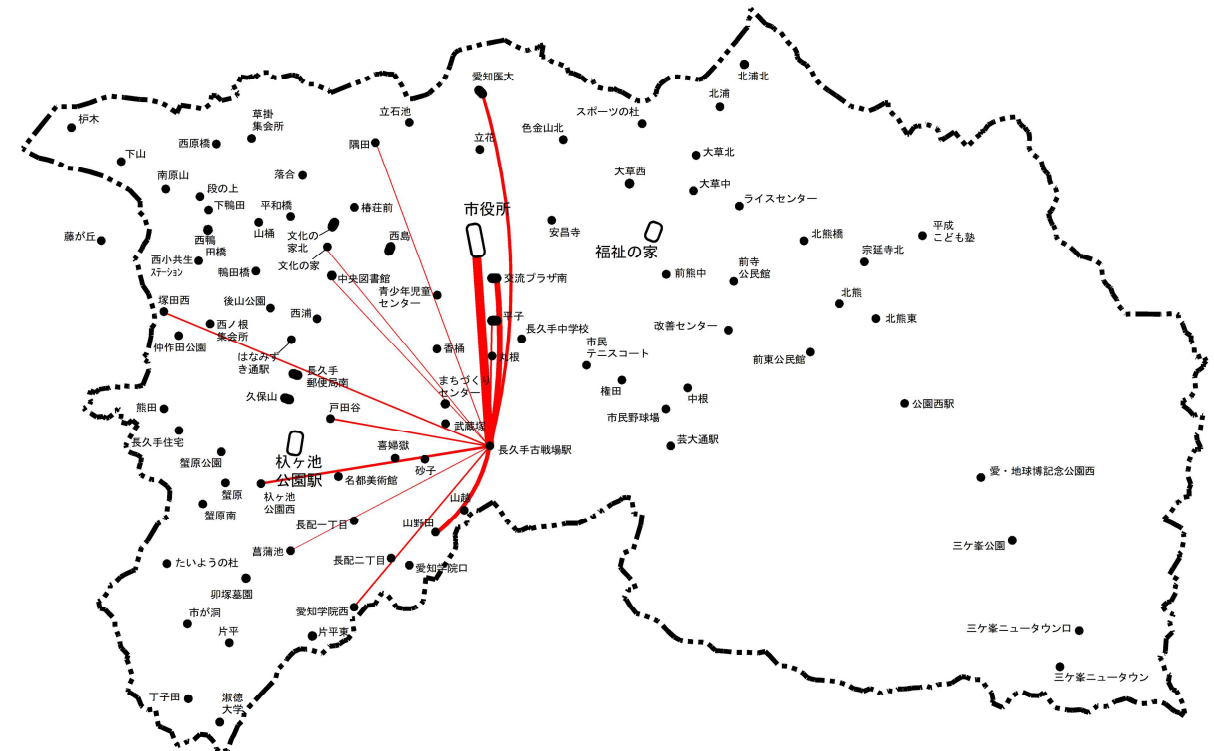 北浦北
愛知医大
北浦
枦木
草掛
集会所
立石池
スポーツの杜
色金山北
西原橋
隅田
立花
下山
大草北
南原山
落合
大草西
段の上
大草中
下鴨田
平和橋
椿荘前
市役所
ライスセンター
文化の
家北
山桶
西島
安昌寺
平成
こども塾
藤が丘
西鴨
田橋
福祉の家
北熊橋
宗延寺北
西小共生
ステーション
鴨田橋
文化の家
中央図書館
交流プラザ南
前熊中
前寺
公民館
青少年児童
センター
北熊
塚田西
後山公園
西浦
平子
北熊東
西ノ根
集会所
長久手中学校
改善センター
仲作田公園
はなみず
き通駅
香桶
丸根
市民
テニスコート
前東公民館
長久手
郵便局南
まちづくり
センター
権田
中根
久保山
公園西駅
熊田
戸田谷
武蔵塚
市民野球場
長久手住宅
喜婦嶽
長久手古戦場駅
芸大通駅
蟹原公園
杁ヶ池
公園駅
砂子
愛・地球博記念公園西
名都美術館
蟹原
杁ヶ池
公園西
山越
蟹原南
長配一丁目
山野田
三ケ峯公園
菖蒲池
たいようの杜
長配二丁目
愛知学院口
卯塚墓園
市が洞
愛知学院西
片平
片平東
三ケ峯ニュータウン口
三ケ峯ニュータウン
丁子田
淑徳
大学